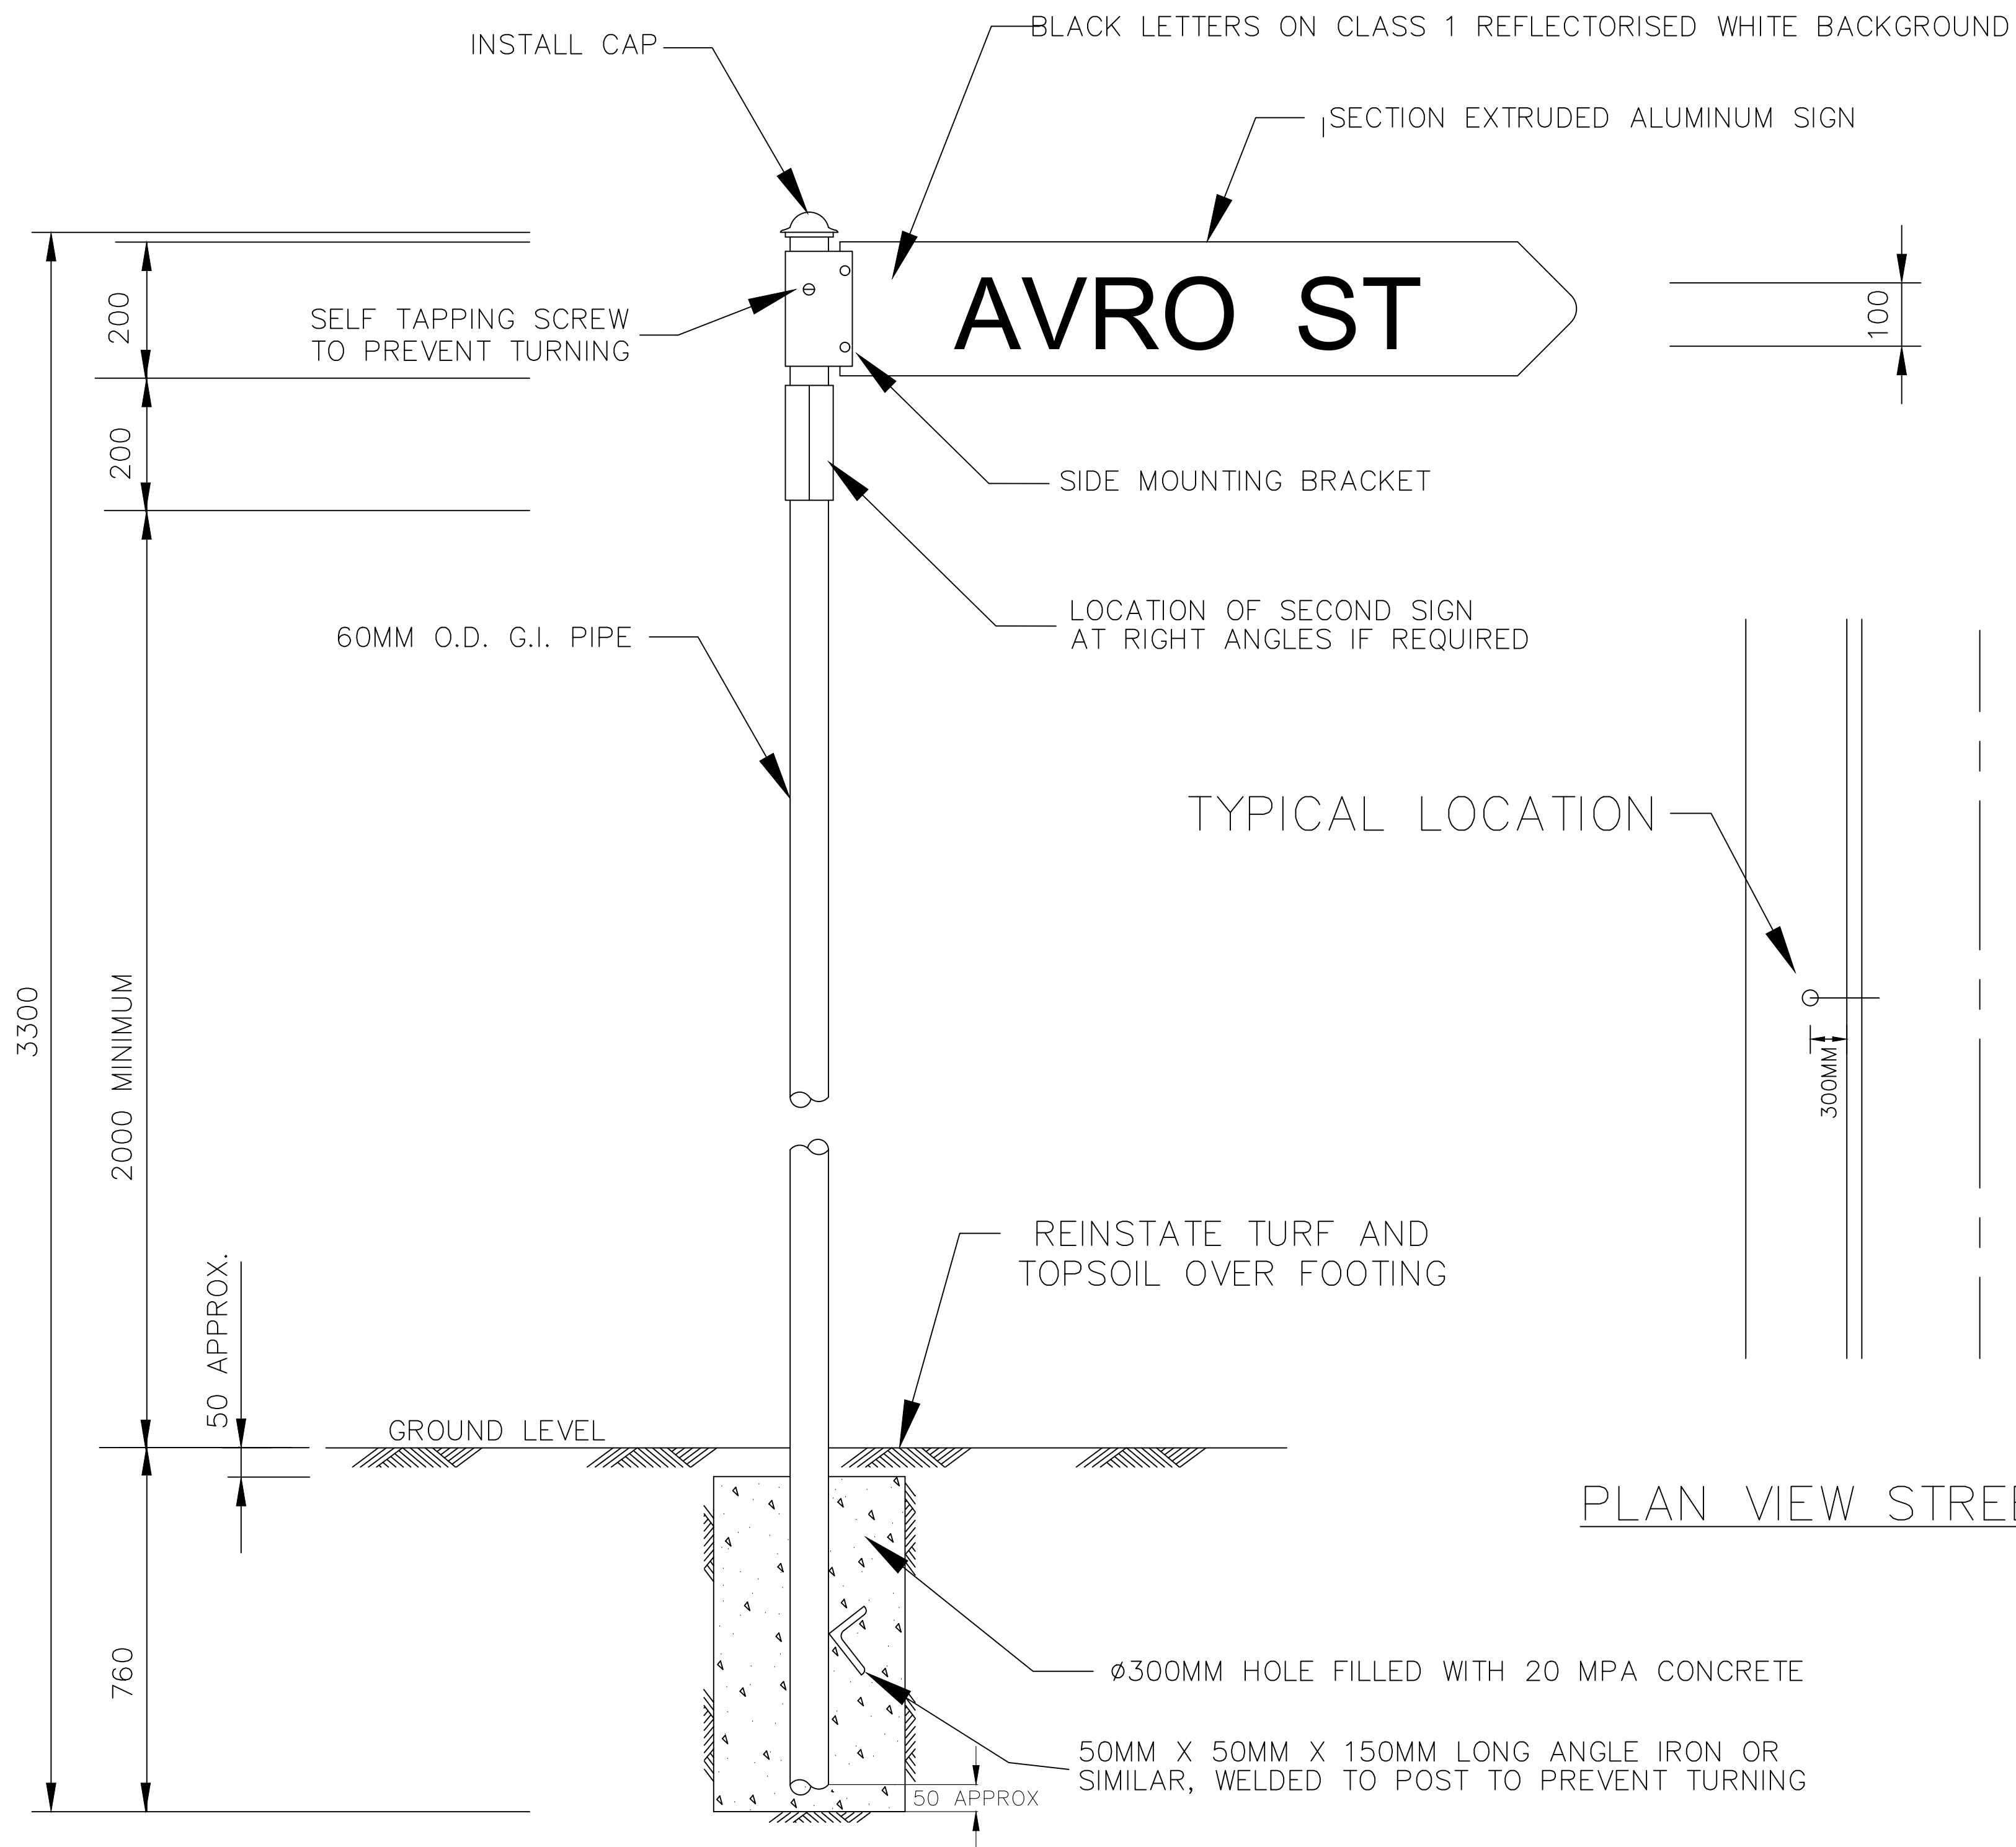 BLACK LETTERS ON CLASS 1 REFLECTORISED WHITE BACKGROUND
INSTALL CAP
SECTION EXTRUDED ALUMINUM SIGN
AVRO ST
200
SELF TAPPING SCREW
TO PREVENT TURNING
100
200
SIDE MOUNTING BRACKET
LOCATION OF SECOND SIGN
AT RIGHT ANGLES IF REQUIRED
60MM O.D. G.I. PIPE
TYPICAL LOCATION
3300
2000 MINIMUM
300MM
REINSTATE TURF AND
TOPSOIL OVER FOOTING
50 APPROX.
GROUND LEVEL
PLAN VIEW
760
ø300MM HOLE FILLED WITH 20 MPA CONCRETE
50MM X 50MM X 150MM LONG ANGLE IRON OR
SIMILAR, WELDED TO POST TO PREVENT TURNING
50 APPROX